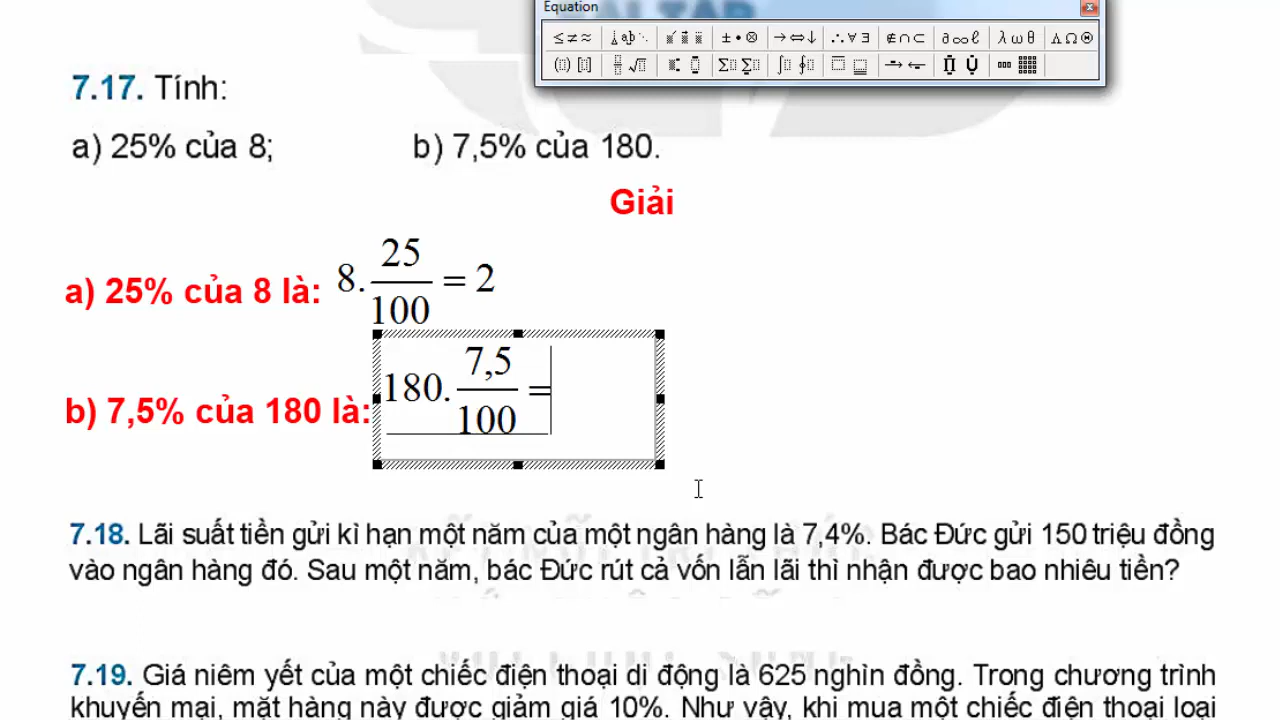 Equation
7.17. Tính:
a) 25% của 8; b) 7,5% của 180.
Giải
a) 25% của 8 là: 8. 25/100 = 2
b) 7,5% của 180 là: 180. 7,5/100 =
7.18. Lãi suất tiền gửi kì hạn một năm của một ngân hàng là 7,4%. Bác Đức gửi 150 triệu đồng
vào ngân hàng đó. Sau một năm, bác Đức rút cả vốn lẫn lãi thì nhận được bao nhiêu tiền?
7.19. Giá niêm yết của một chiếc điện thoại di động là 625 nghìn đồng. Trong chương trình
khuyến mại, mặt hàng này được giảm giá 10%. Như vậy, khi mua một chiếc điện thoại loại